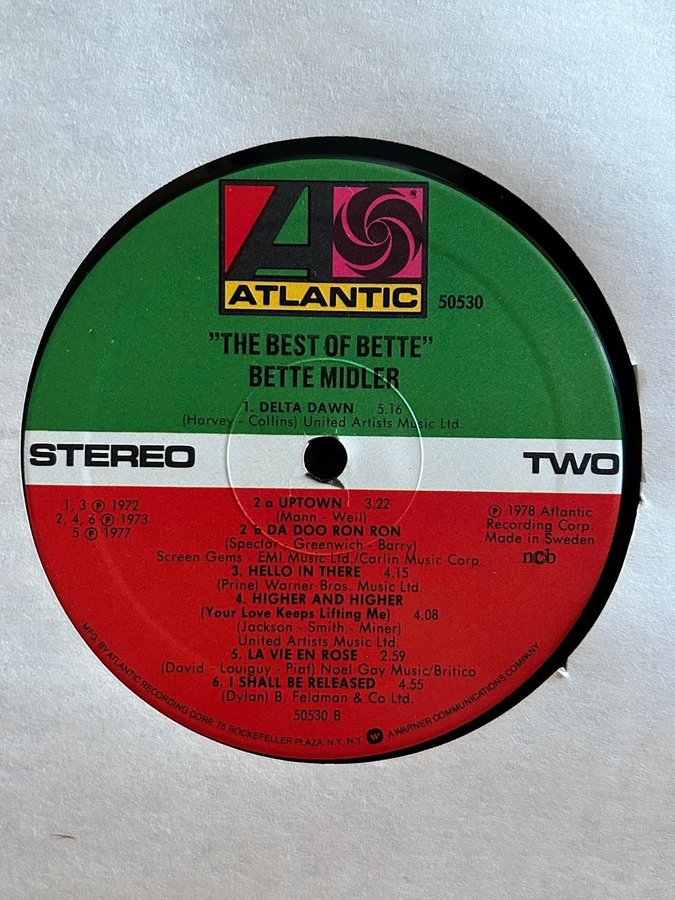 ATLANTIC
50530
”THE BEST OF BETTE”
BETTE MIDLER
1. DELTA DAWN 5.16
(Harvey - Collins) United Artists Music Ltd.
STEREO
TWO
1, 3 Ⓟ 1972
2, 4, 6 Ⓟ 1973
5 Ⓟ 1977
2 a UPTOWN 3.22
(Mann - Weil)
2 B DA DOO RON RON
(Spector - Greenwich - Barry)
Screen Gems - EMI Music Ltd./Carlin Music Corp.
3. HELLO IN THERE 4.15
(Prine) Warner Bros. Music Ltd.
4. HIGHER AND HIGHER
(Your Love Keeps Lifting Me) 4.08
(Jackson - Smith - Miner)
United Artists Music Ltd.
5. LA VIE EN ROSE 2.59
(David - Louiguy - Piaf) Noel Gay Music/Britico
6. I SHALL BE RELEASED 4.55
(Dylan) B. Feldman & Co Ltd.
50530 B
Ⓟ 1978 Atlantic
Recording Corp.
Made in Sweden
ncb
MFG. BY ATLANTIC RECORDING CORP. 75 ROCKEFELLER PLAZA, N.Y., N.Y. A WARNER COMMUNICATIONS COMPANY